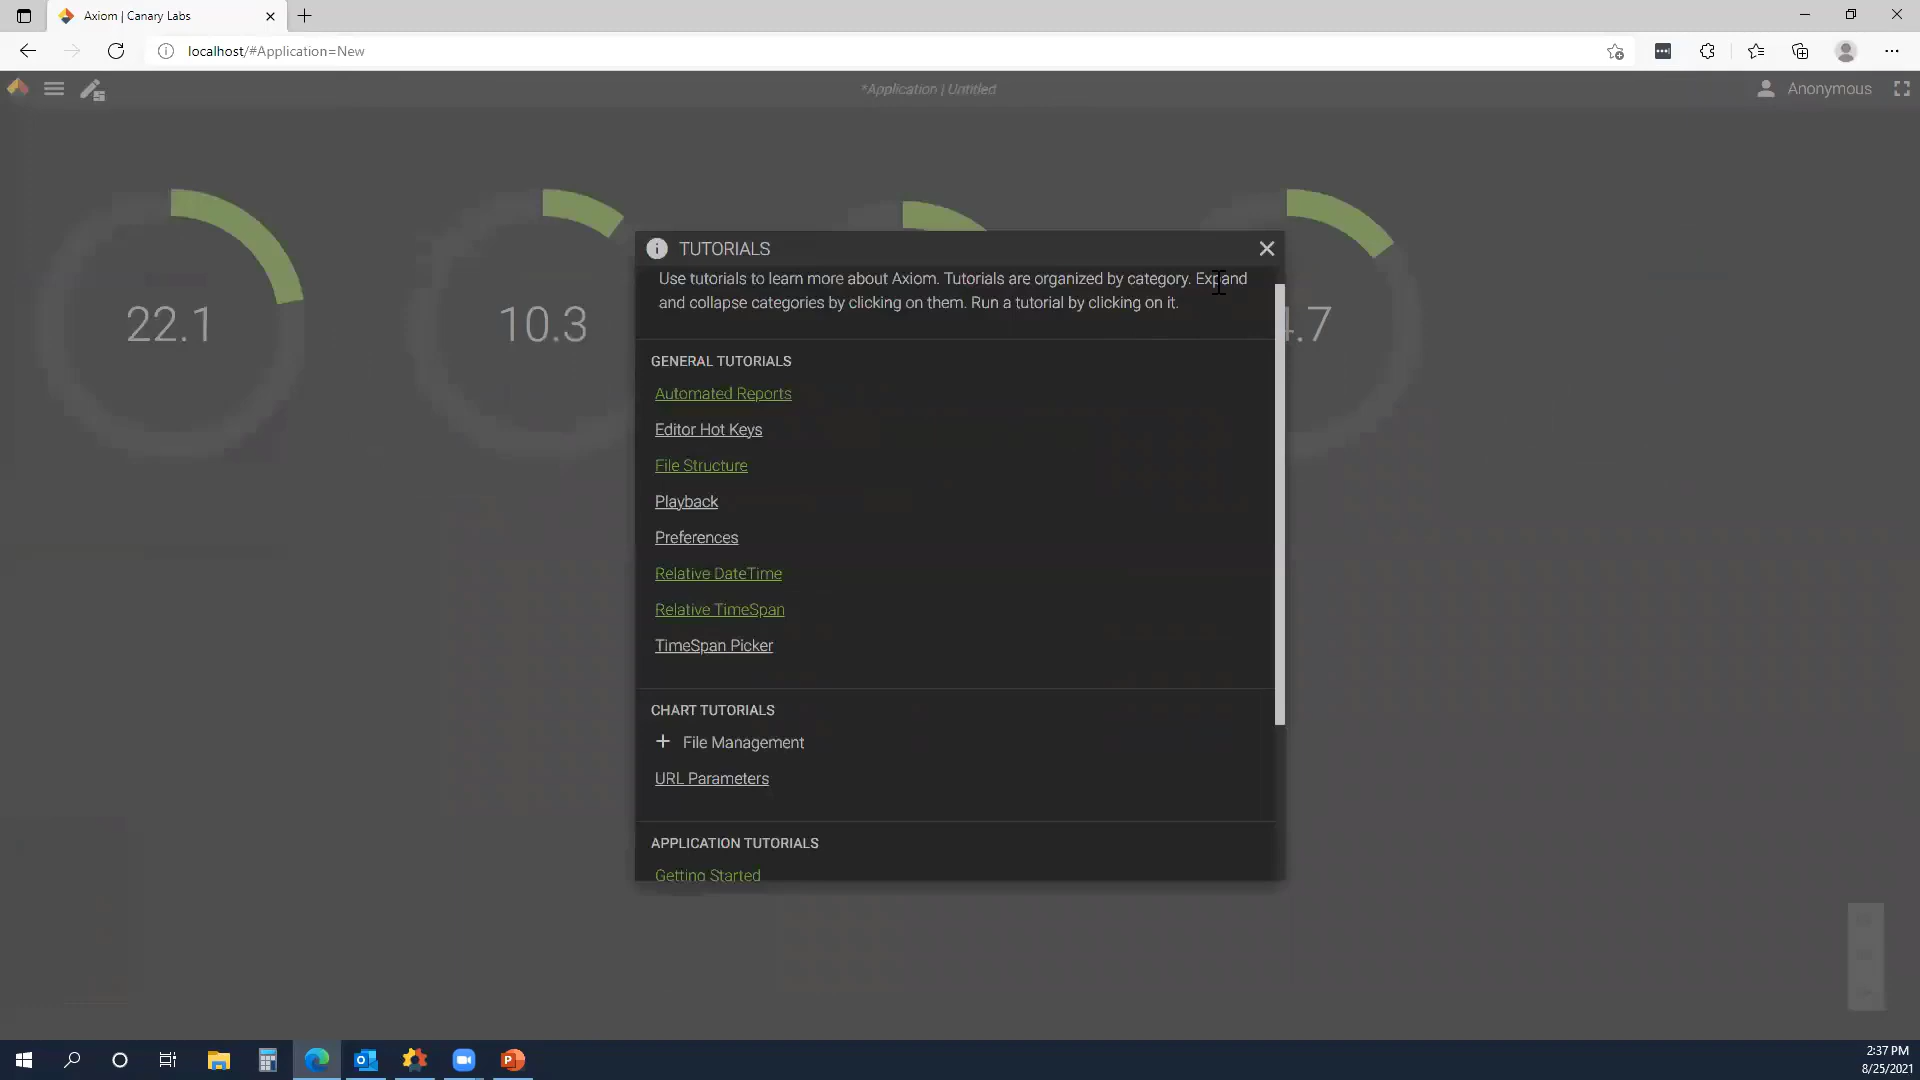 Axiom | Canary Labs
localhost/#Application=New
*Application | Untitled
Anonymous
22.1
10.3
4.7
TUTORIALS
Use tutorials to learn more about Axiom. Tutorials are organized by category. Expand
and collapse categories by clicking on them. Run a tutorial by clicking on it.
GENERAL TUTORIALS
Automated Reports
Editor Hot Keys
File Structure
Playback
Preferences
Relative DateTime
Relative TimeSpan
TimeSpan Picker
CHART TUTORIALS
+ File Management
URL Parameters
APPLICATION TUTORIALS
Getting Started
2:37 PM
8/25/2021